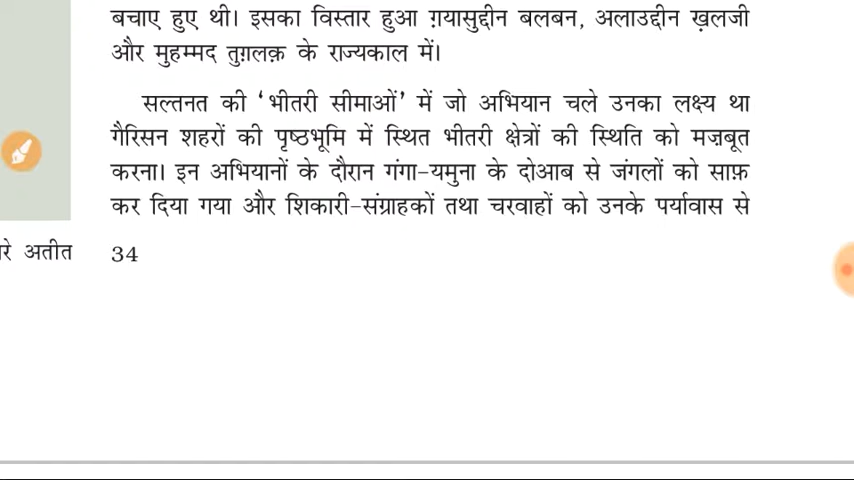 बचाए हुए थी। इसका विस्तार हुआ ग़यासुद्दीन बलबन, अलाउद्दीन ख़लजी
और मुहम्मद तुग़लक़ के राज्यकाल में।
सल्तनत की ‘भीतरी सीमाओं’ में जो अभियान चले उनका लक्ष्य था
गैरिसन शहरों की पृष्ठभूमि में स्थित भीतरी क्षेत्रों की स्थिति को मज़बूत
करना। इन अभियानों के दौरान गंगा-यमुना के दोआब से जंगलों को साफ़
कर दिया गया और शिकारी-संग्राहकों तथा चरवाहों को उनके पर्यावास से
रे अतीत 34